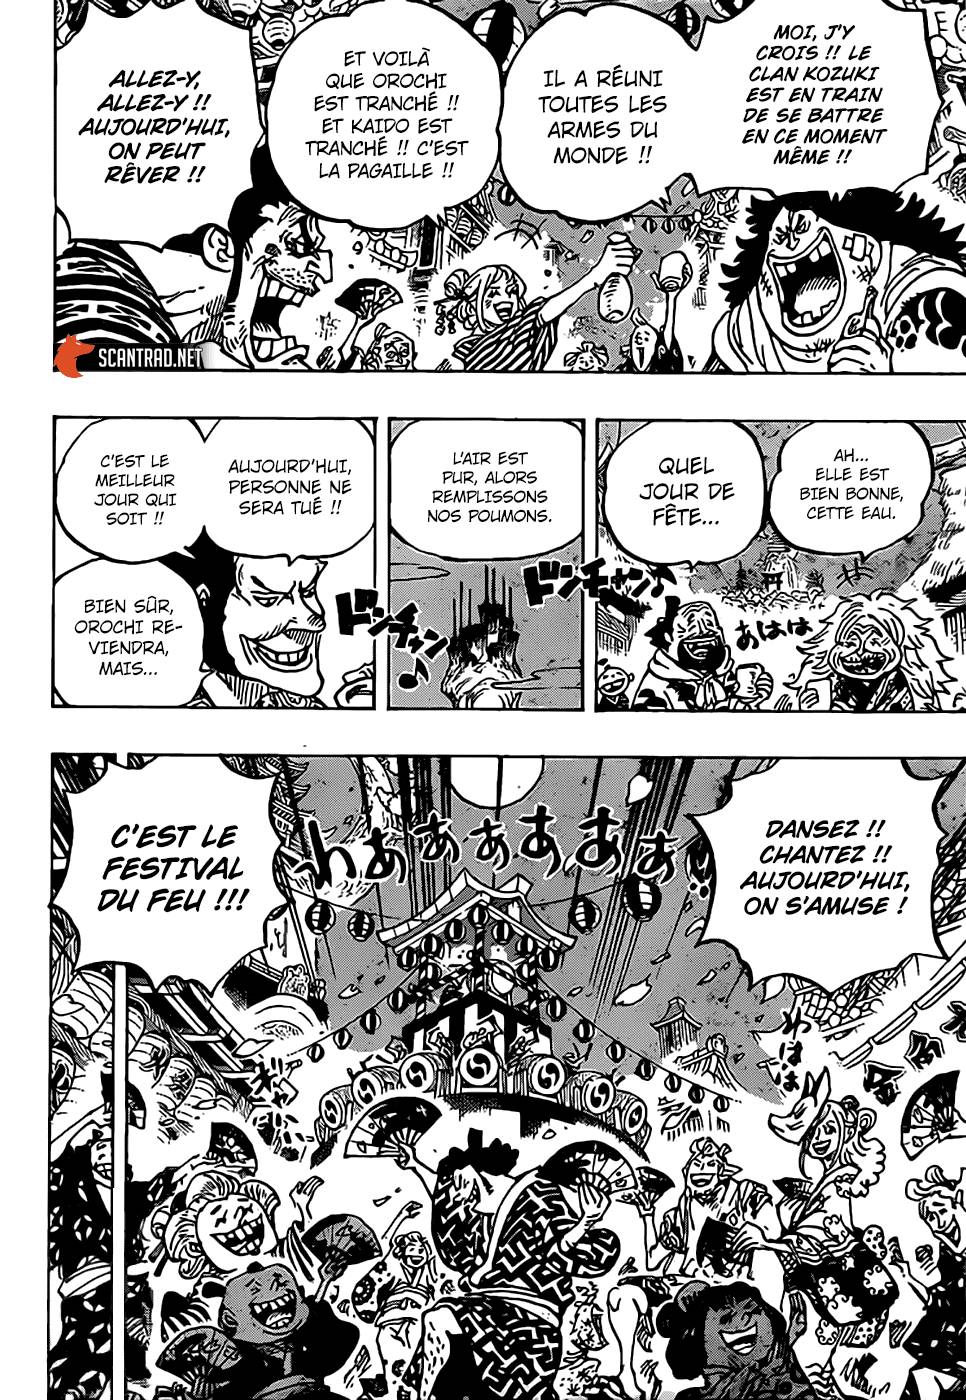 MOI, J'Y
CROIS !! LE
CLAN KOZUKI
EST EN TRAIN
DE SE BATTRE
EN CE MOMENT
MÊME !!
IL A RÉUNI
TOUTES LES
ARMES DU
MONDE !!
ET VOILÀ
QUE OROCHI
EST TRANCHÉ !!
ET KAIDO EST
TRANCHÉ !! C'EST
LA PAGAILLE !!
ALLEZ-Y,
ALLEZ-Y !!
AUJOURD'HUI,
ON PEUT
RÊVER !!
SCANTRAD.NET
AH...
ELLE EST
BIEN BONNE,
CETTE EAU.
QUEL
JOUR DE
FÊTE...
あはは
ドンチャン♪
L'AIR EST
PUR, ALORS
REMPLISSONS
NOS POUMONS.
ドンチャン♪
AUJOURD'HUI,
PERSONNE NE
SERA TUÉ !!
C'EST LE
MEILLEUR
JOUR QUI
SOIT !!
BIEN SÛR,
OROCHI RE-
VIENDRA,
MAIS...
DANSEZ !!
CHANTEZ !!
AUJOURD'HUI,
ON S'AMUSE !
わあああああぁ!!
C'EST LE
FESTIVAL
DU FEU !!!
わははは